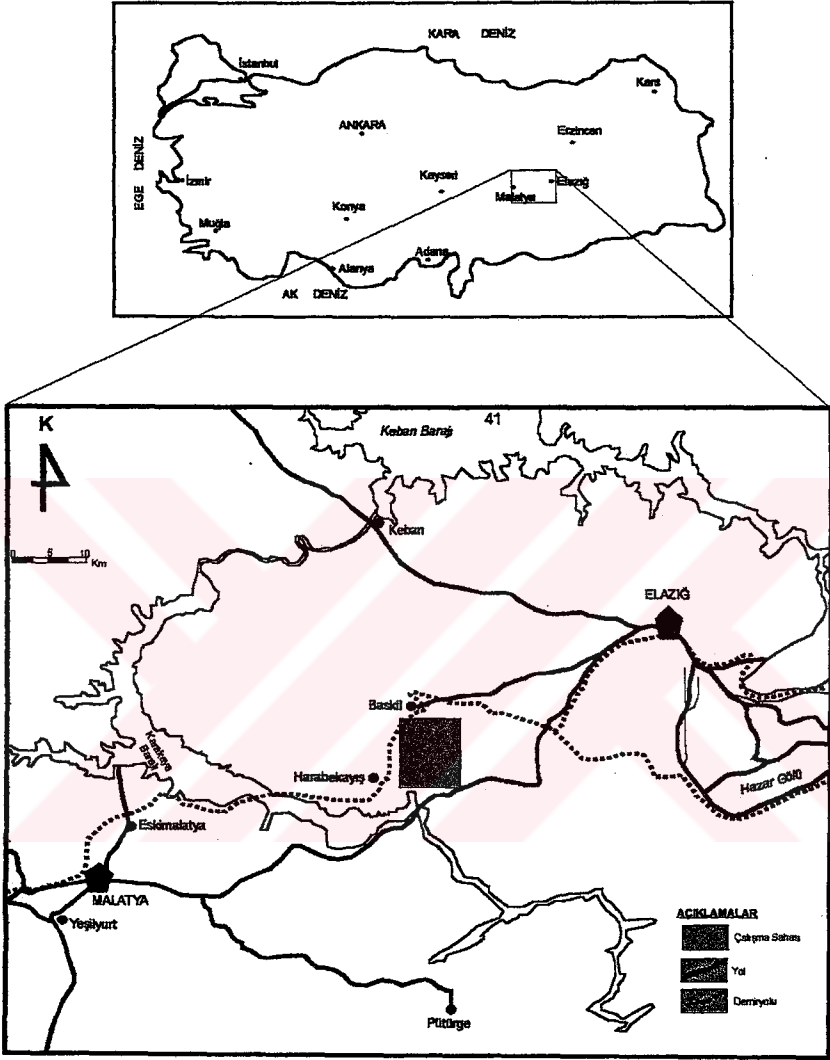 KARA DENİZ
İstanbul
Kars
ANKARA
Erzincan
EGE DENİZ
İzmir
Kayseri
Elazığ
Malatya
Konya
Muğla
Adana
Alanya
AK DENİZ
K
41
Keban Barajı
Keban
0 5 10
Km
ELAZIĞ
Baskil
Karakaya
Barajı
Harabekayış
Hazar Gölü
Eskimalatya
MALATYA
Yeşilyurt
AÇIKLAMALAR
Çalışma Sahası
Yol
Demiryolu
Pütürge